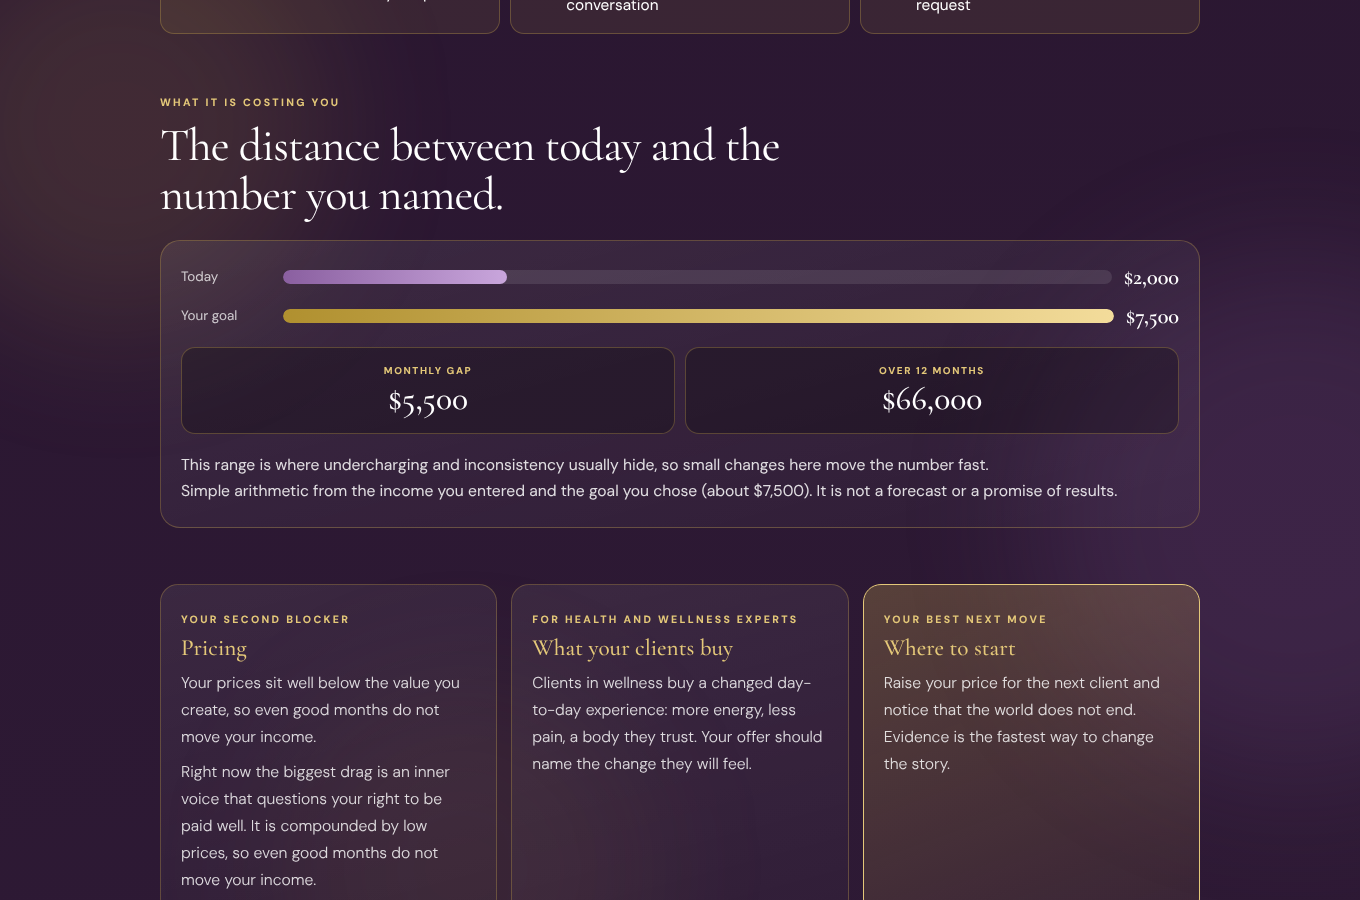 conversation
request
WHAT IT IS COSTING YOU
The distance between today and the
number you named.
Today
$2,000
Your goal
$7,500
MONTHLY GAP
$5,500
OVER 12 MONTHS
$66,000
This range is where undercharging and inconsistency usually hide, so small changes here move the number fast.
Simple arithmetic from the income you entered and the goal you chose (about $7,500). It is not a forecast or a promise of results.
YOUR SECOND BLOCKER
Pricing
Your prices sit well below the value you
create, so even good months do not
move your income.
Right now the biggest drag is an inner
voice that questions your right to be
paid well. It is compounded by low
prices, so even good months do not
move your income.
FOR HEALTH AND WELLNESS EXPERTS
What your clients buy
Clients in wellness buy a changed day-
to-day experience: more energy, less
pain, a body they trust. Your offer should
name the change they will feel.
YOUR BEST NEXT MOVE
Where to start
Raise your price for the next client and
notice that the world does not end.
Evidence is the fastest way to change
the story.